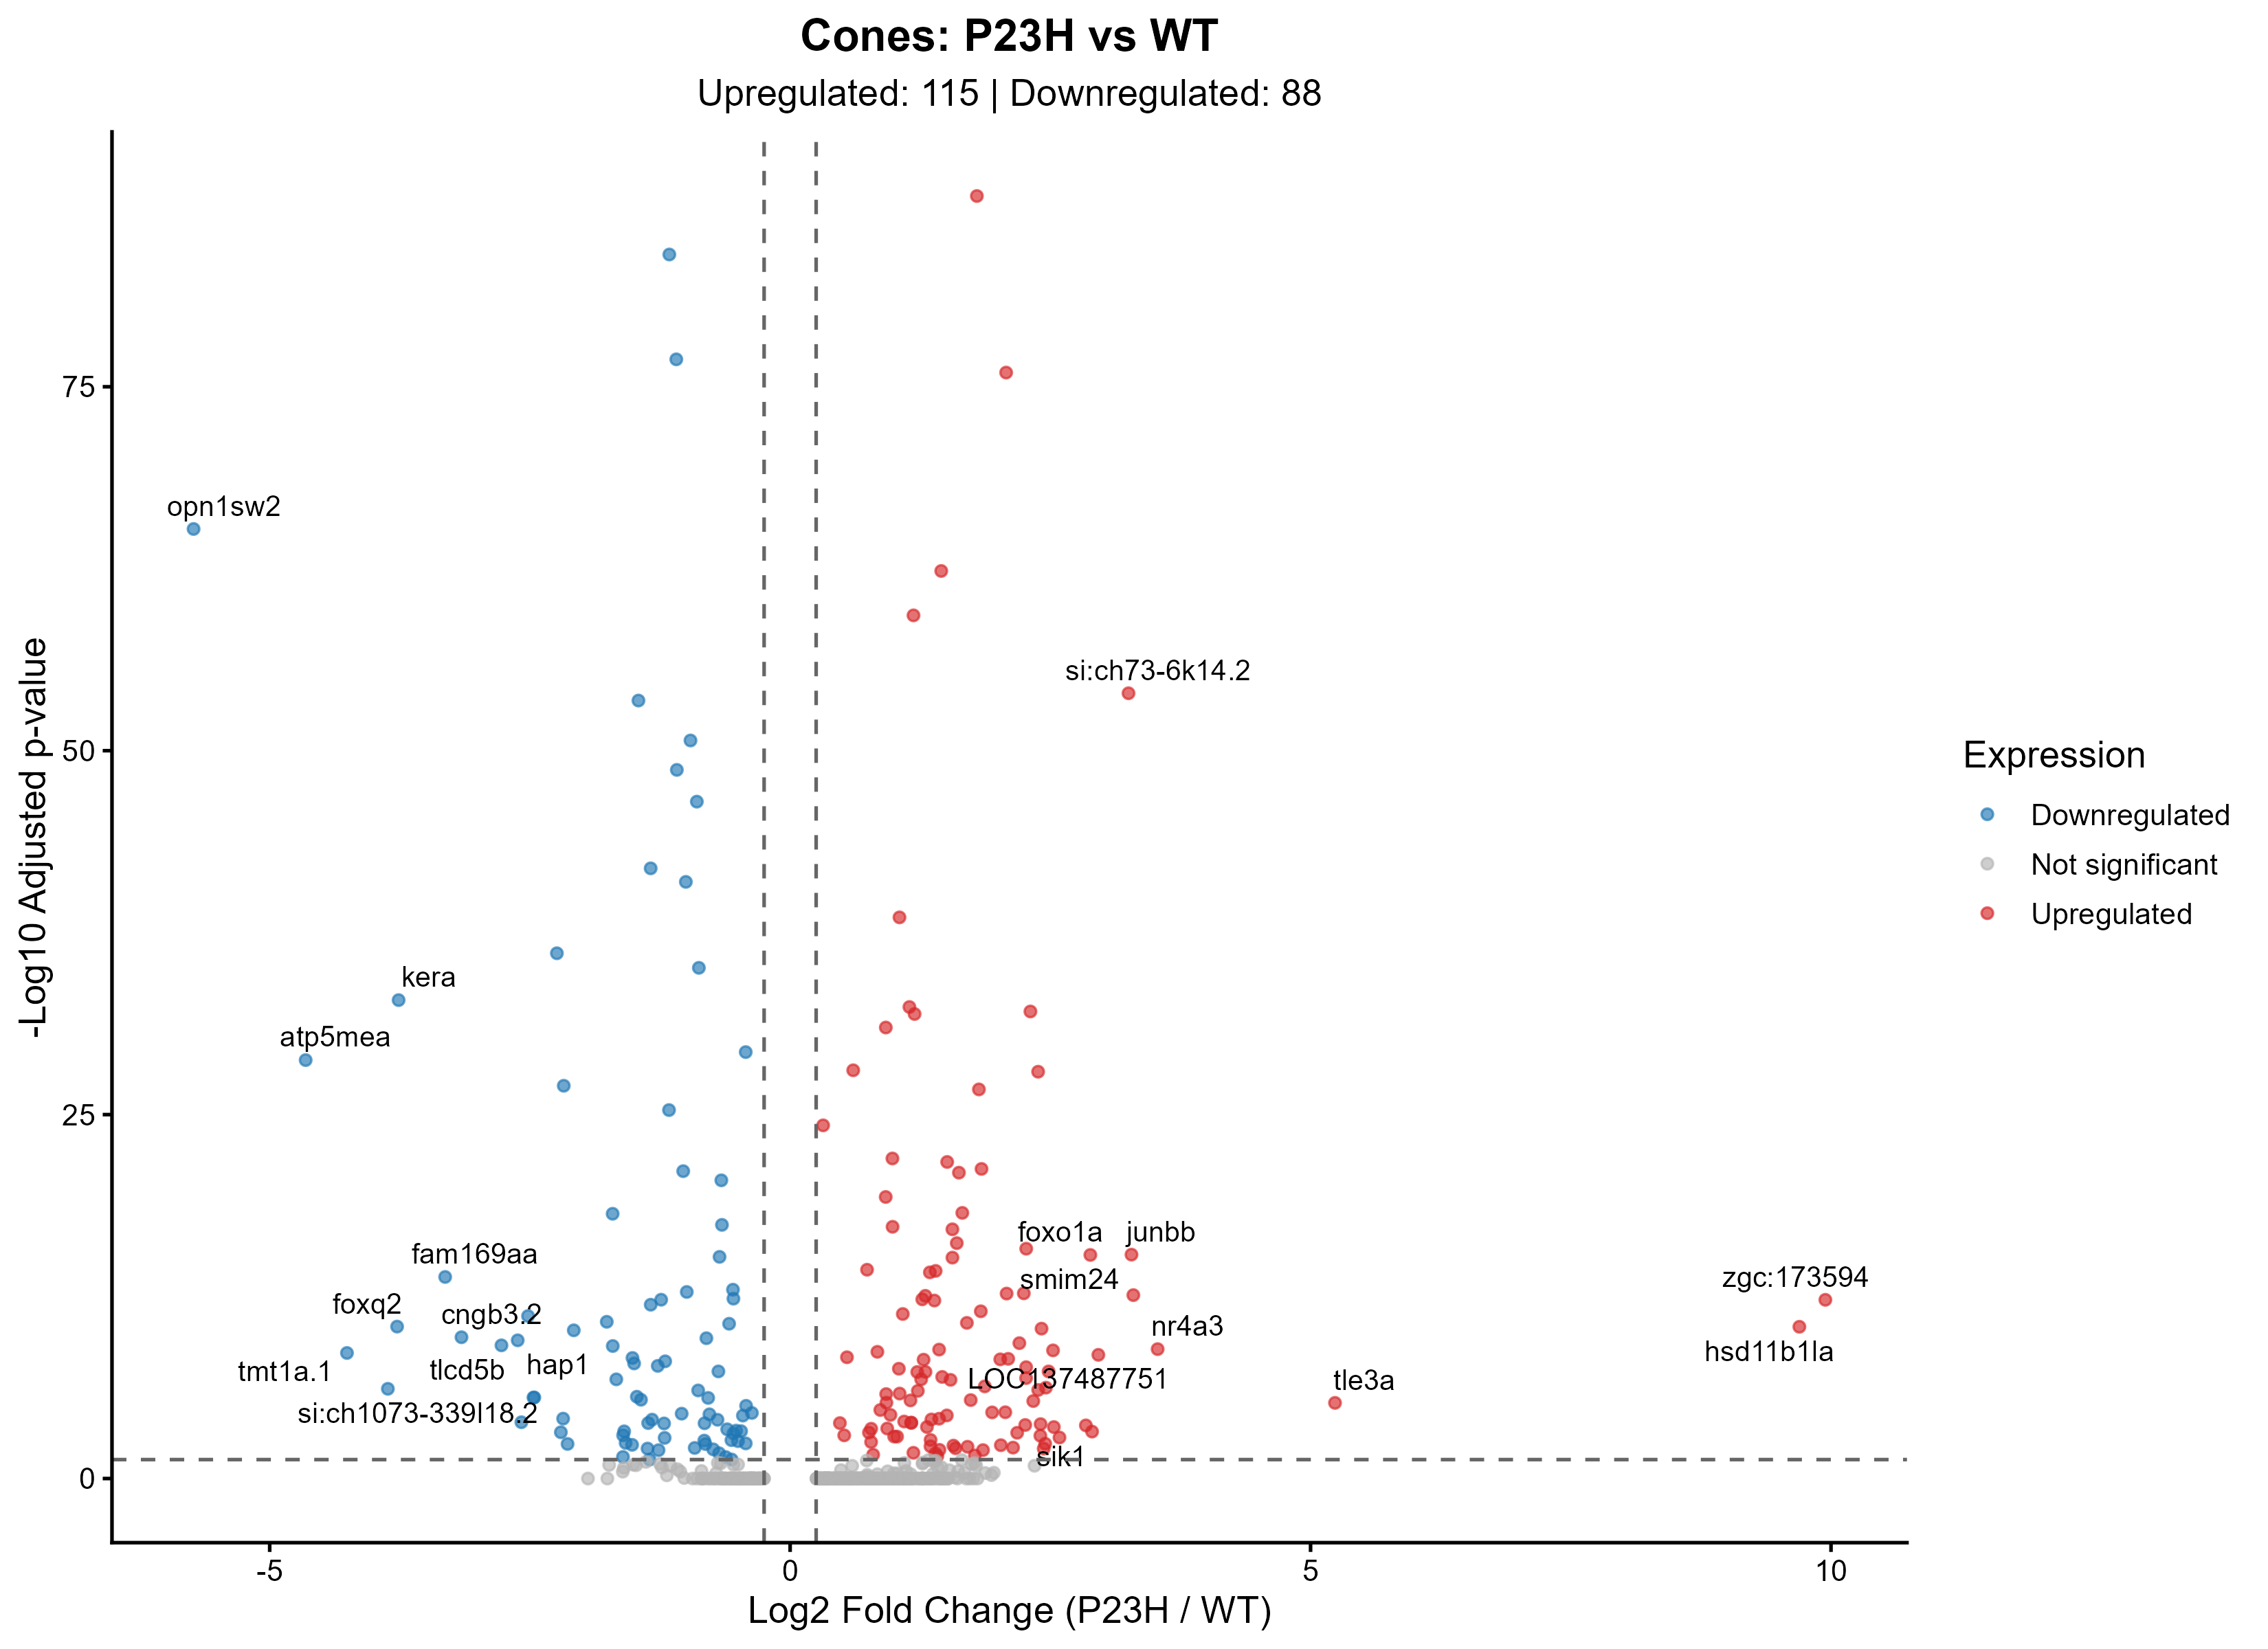 Cones: P23H vs WT
Upregulated: 115 | Downregulated: 88
-Log10 Adjusted p-value
75
50
25
0
opn1sw2
si:ch73-6k14.2
kera
atp5mea
foxo1a
junbb
fam169aa
smim24
zgc:173594
foxq2
cngb3.2
nr4a3
hsd11b1la
tmt1a.1
tlcd5b
hap1
LOC137487751
tle3a
si:ch1073-339l18.2
sik1
-5
0
5
10
Log2 Fold Change (P23H / WT)
Expression
Downregulated
Not significant
Upregulated